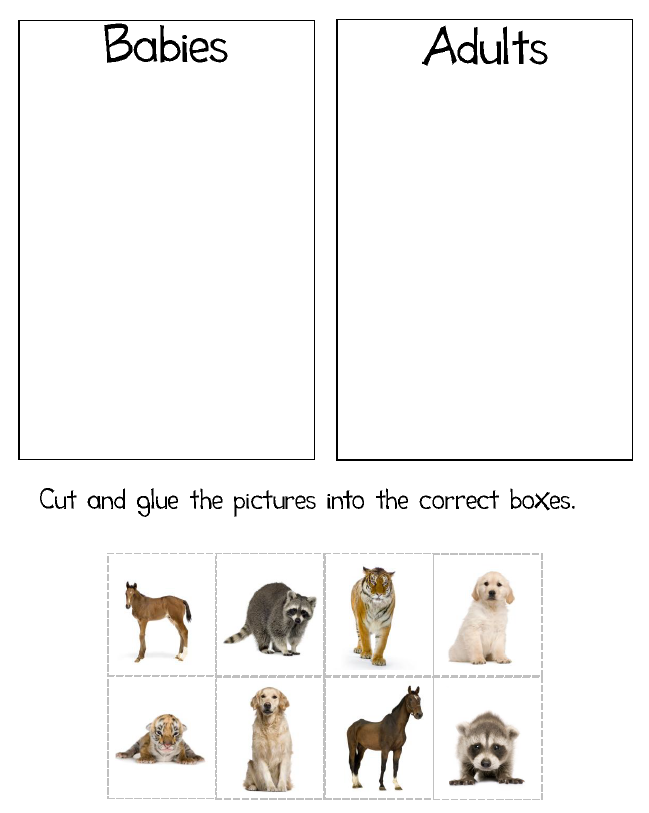 Babies
Adults
Cut and glue the pictures into the correct boxes.